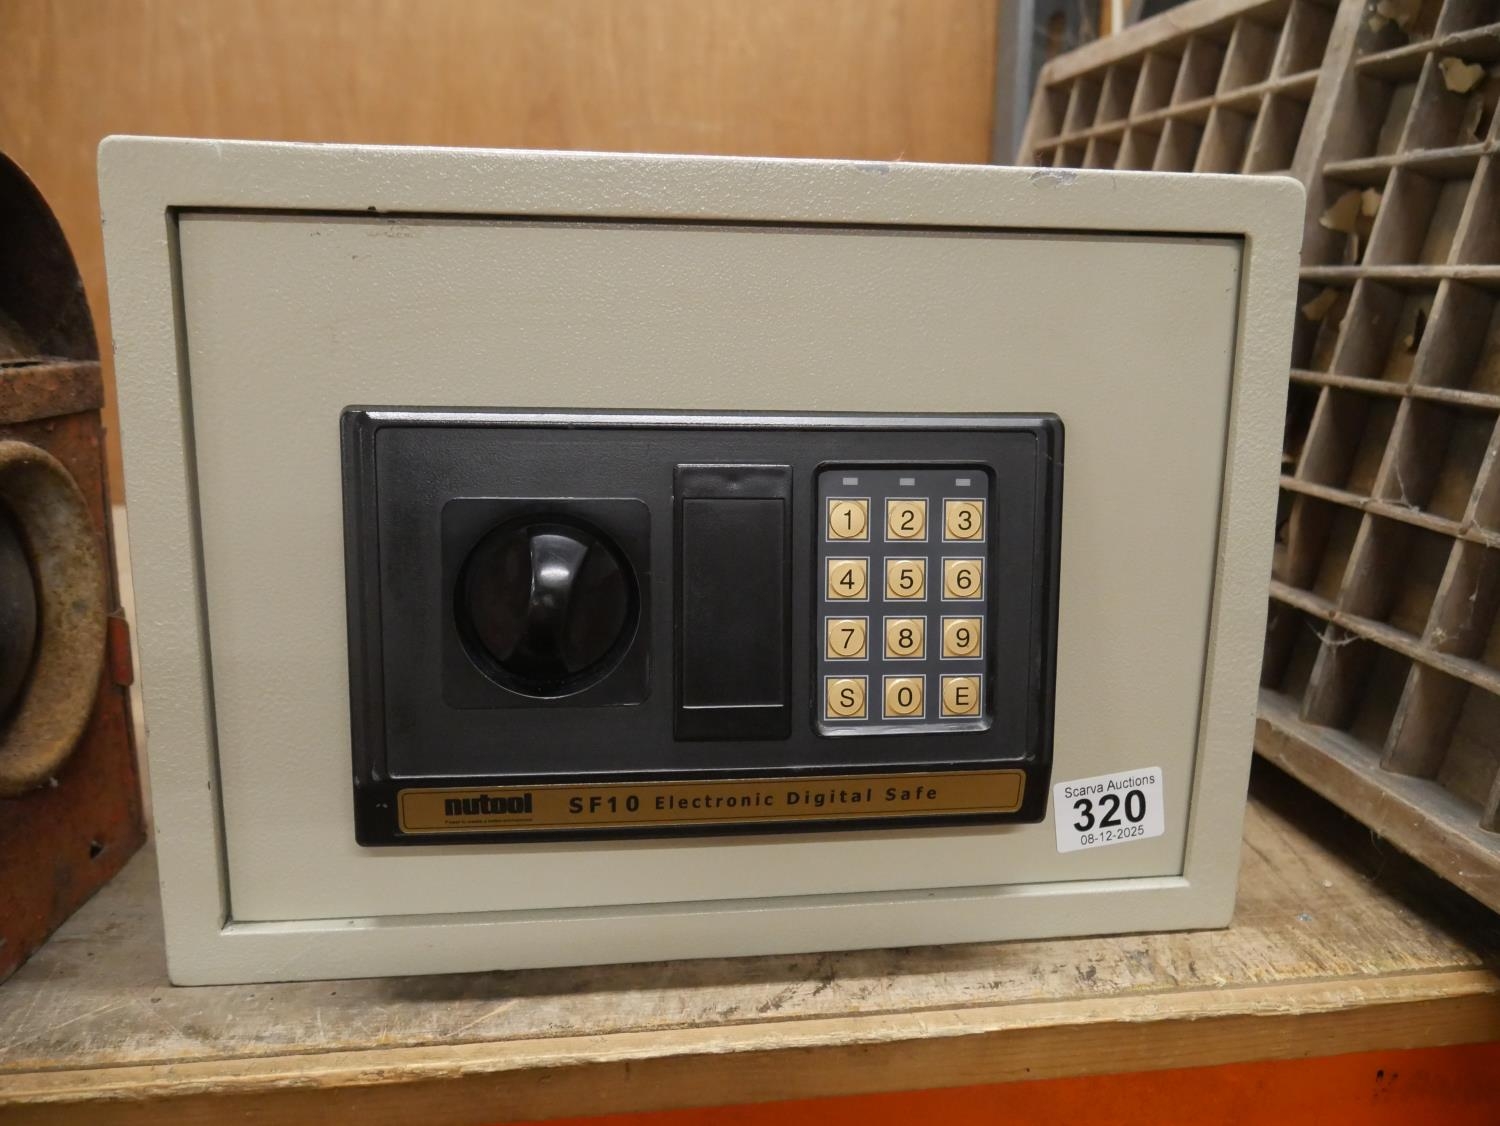 1 2 3
4 5 6
7 8 9
S 0 E
nutool
SF10 Electronic Digital Safe
Scarva Auctions
320
08-12-2025